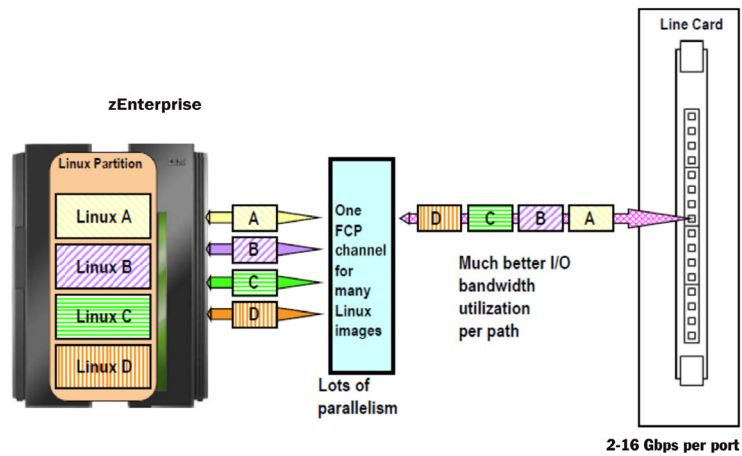 Line Card
zEnterprise
Linux Partition
Linux A
Linux B
Linux C
Linux D
A
B
C
D
One
FCP
channel
for
many
Linux
images
Lots of
parallelism
D C B A
Much better I/O
bandwidth
utilization
per path
2-16 Gbps per port